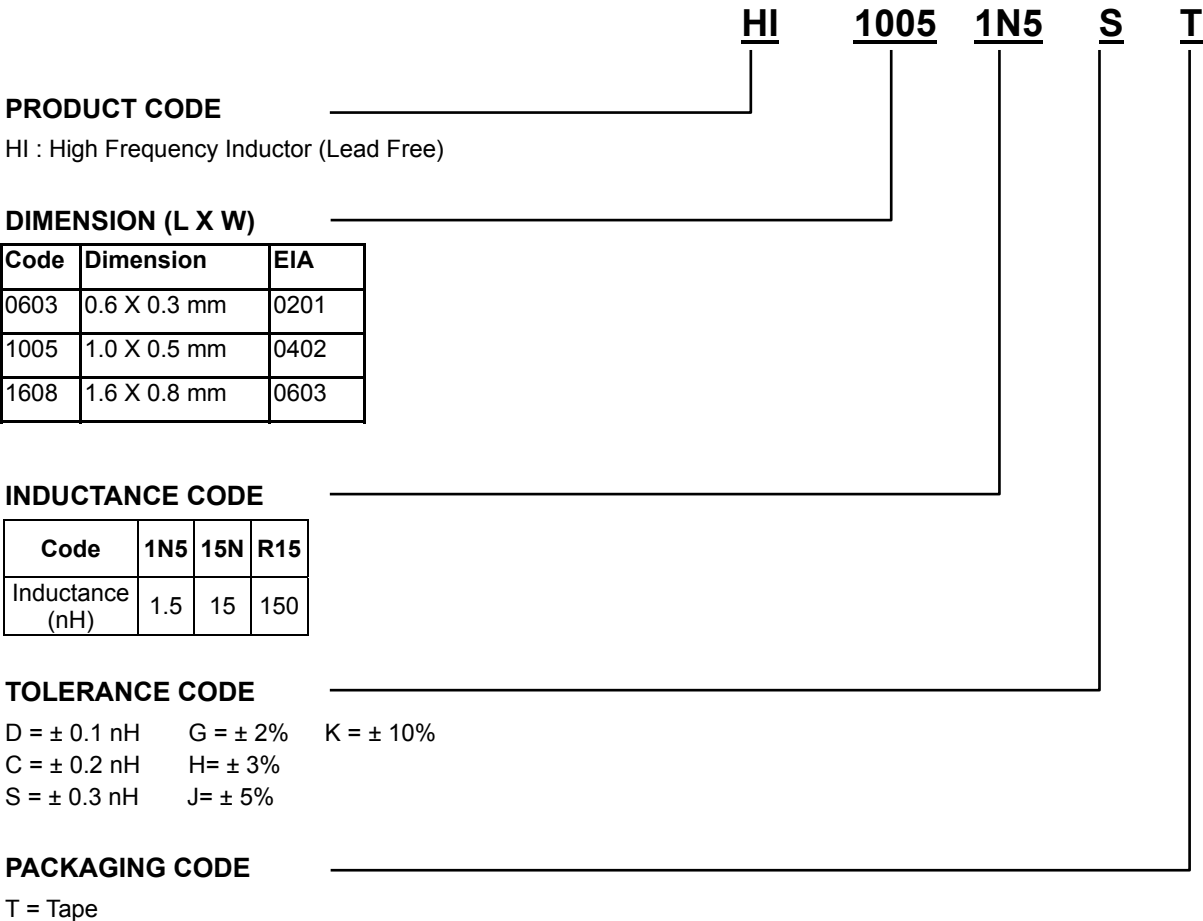 HI 1005 1N5 S T
PRODUCT CODE
HI : High Frequency Inductor (Lead Free)
DIMENSION (L X W)
Code Dimension EIA
0603 0.6 X 0.3 mm 0201
1005 1.0 X 0.5 mm 0402
1608 1.6 X 0.8 mm 0603
INDUCTANCE CODE
Code 1N5 15N R15
Inductance
(nH) 1.5 15 150
TOLERANCE CODE
D = ± 0.1 nH G = ± 2% K = ± 10%
C = ± 0.2 nH H= ± 3%
S = ± 0.3 nH J= ± 5%
PACKAGING CODE
T = Tape